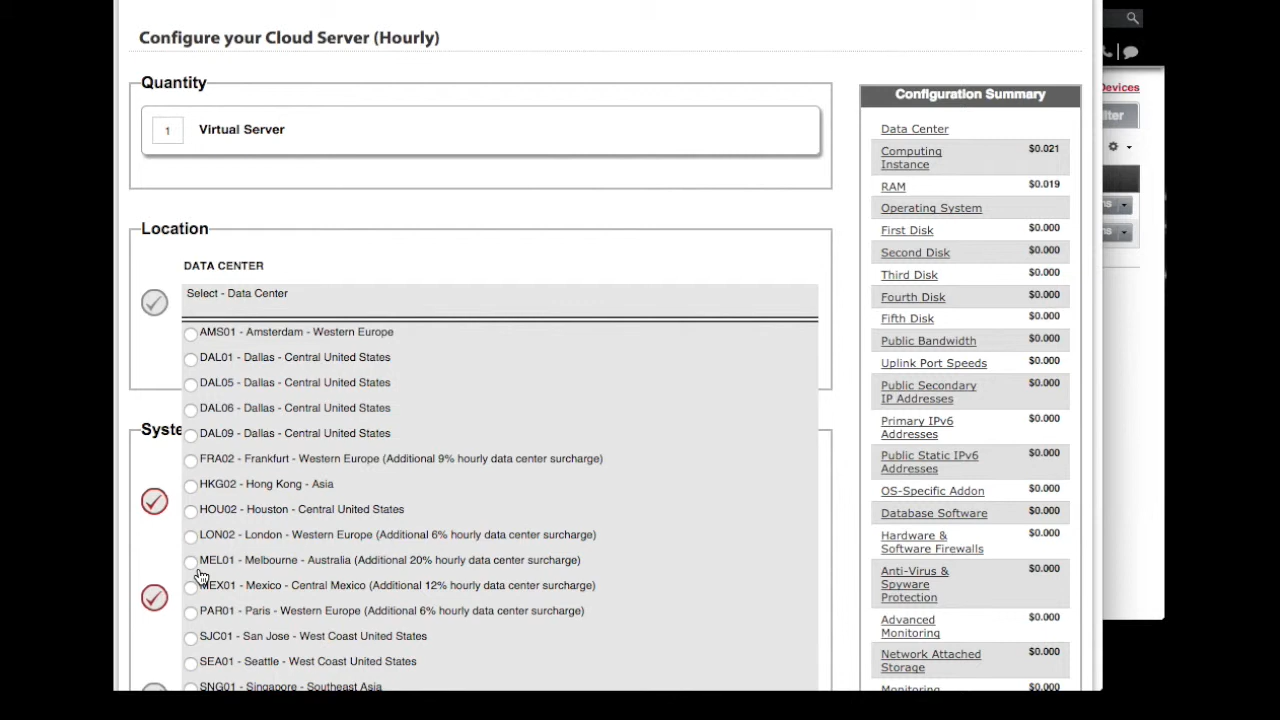 Configure your Cloud Server (Hourly)
Quantity
1
Virtual Server
Location
DATA CENTER
Select - Data Center
AMS01 - Amsterdam - Western Europe
DAL01 - Dallas - Central United States
DAL05 - Dallas - Central United States
DAL06 - Dallas - Central United States
DAL09 - Dallas - Central United States
FRA02 - Frankfurt - Western Europe (Additional 9% hourly data center surcharge)
HKG02 - Hong Kong - Asia
HOU02 - Houston - Central United States
LON02 - London - Western Europe (Additional 6% hourly data center surcharge)
MEL01 - Melbourne - Australia (Additional 20% hourly data center surcharge)
MEX01 - Mexico - Central Mexico (Additional 12% hourly data center surcharge)
PAR01 - Paris - Western Europe (Additional 6% hourly data center surcharge)
SJC01 - San Jose - West Coast United States
SEA01 - Seattle - West Coast United States
SNG01 - Singapore - Southeast Asia
Syste
Configuration Summary
Data Center
Computing $0.021
Instance
RAM $0.019
Operating System
First Disk $0.000
Second Disk $0.000
Third Disk $0.000
Fourth Disk $0.000
Fifth Disk $0.000
Public Bandwidth $0.000
Uplink Port Speeds $0.000
Public Secondary $0.000
IP Addresses
Primary IPv6 $0.000
Addresses
Public Static IPv6 $0.000
Addresses
OS-Specific Addon $0.000
Database Software $0.000
Hardware & $0.000
Software Firewalls
Anti-Virus & $0.000
Spyware
Protection
Advanced $0.000
Monitoring
Network Attached $0.000
Storage
Monitoring $0.000
Devices
lter
ns
ns